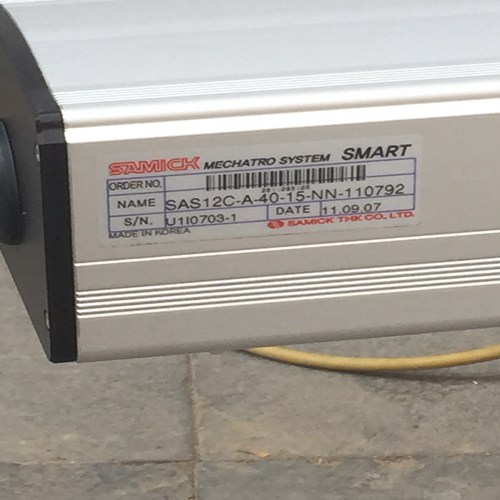 SAMICK MECHATRO SYSTEM SMART
ORDER NO.
NAME SAS12C-A-40-15-NN-110792
S/N. U110703-1 DATE 11.09.07
MADE IN KOREA SAMICK THK CO., LTD.